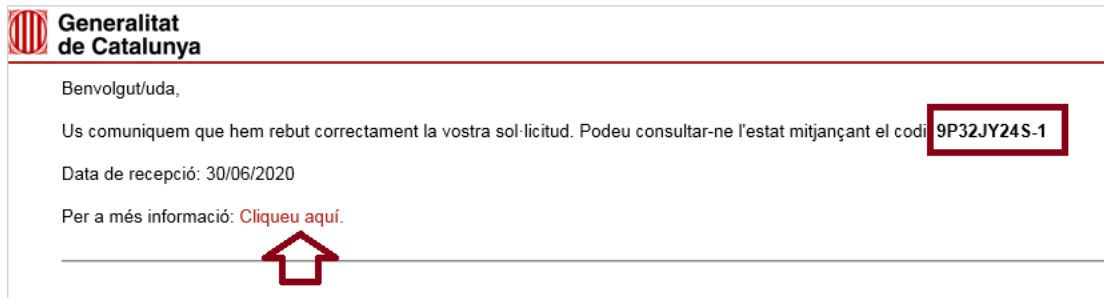 Generalitat
de Catalunya
Benvolgut/uda,
Us comuniquem que hem rebut correctament la vostra sol·licitud. Podeu consultar-ne l'estat mitjançant el codi 9P32JY24S-1
Data de recepció: 30/06/2020
Per a més informació: Cliqueu aquí.